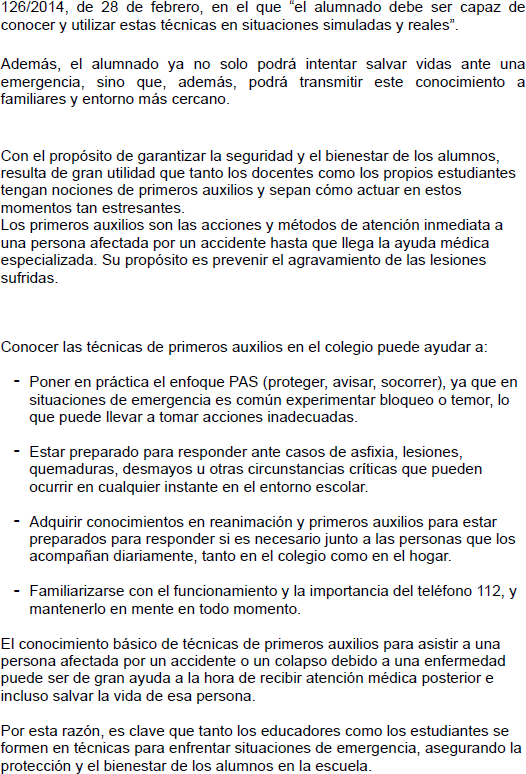 126/2014, de 28 de febrero, en el que “el alumnado debe ser capaz de
conocer y utilizar estas técnicas en situaciones simuladas y reales”.
Además, el alumnado ya no solo podrá intentar salvar vidas ante una
emergencia, sino que, además, podrá transmitir este conocimiento a
familiares y entorno más cercano.
Con el propósito de garantizar la seguridad y el bienestar de los alumnos,
resulta de gran utilidad que tanto los docentes como los propios estudiantes
tengan nociones de primeros auxilios y sepan cómo actuar en estos
momentos tan estresantes.
Los primeros auxilios son las acciones y métodos de atención inmediata a
una persona afectada por un accidente hasta que llega la ayuda médica
especializada. Su propósito es prevenir el agravamiento de las lesiones
sufridas.
Conocer las técnicas de primeros auxilios en el colegio puede ayudar a:
- Poner en práctica el enfoque PAS (proteger, avisar, socorrer), ya que en
situaciones de emergencia es común experimentar bloqueo o temor, lo
que puede llevar a tomar acciones inadecuadas.
- Estar preparado para responder ante casos de asfixia, lesiones,
quemaduras, desmayos u otras circunstancias críticas que pueden
ocurrir en cualquier instante en el entorno escolar.
- Adquirir conocimientos en reanimación y primeros auxilios para estar
preparados para responder si es necesario junto a las personas que los
acompañan diariamente, tanto en el colegio como en el hogar.
- Familiarizarse con el funcionamiento y la importancia del teléfono 112, y
mantenerlo en mente en todo momento.
El conocimiento básico de técnicas de primeros auxilios para asistir a una
persona afectada por un accidente o un colapso debido a una enfermedad
puede ser de gran ayuda a la hora de recibir atención médica posterior e
incluso salvar la vida de esa persona.
Por esta razón, es clave que tanto los educadores como los estudiantes se
formen en técnicas para enfrentar situaciones de emergencia, asegurando la
protección y el bienestar de los alumnos en la escuela.